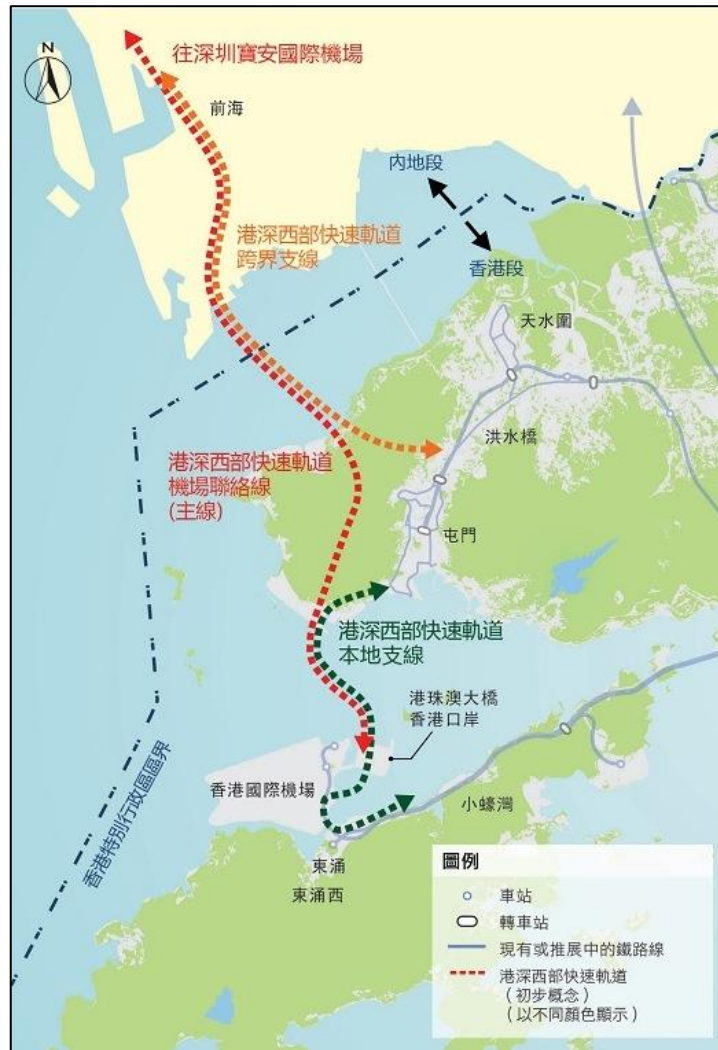 N
往深圳寶安國際機場
前海
內地段
港深西部快速軌道
跨界支線
香港段
天水圍
洪水橋
港深西部快速軌道
機場聯絡線
(主線)
屯門
港深西部快速軌道
本地支線
港珠澳大橋
香港口岸
香港國際機場
小蠔灣
香港特別行政區區界
東涌
東涌西
圖例
車站
轉車站
現有或推展中的鐵路線
港深西部快速軌道
(初步概念)
(以不同顏色顯示)